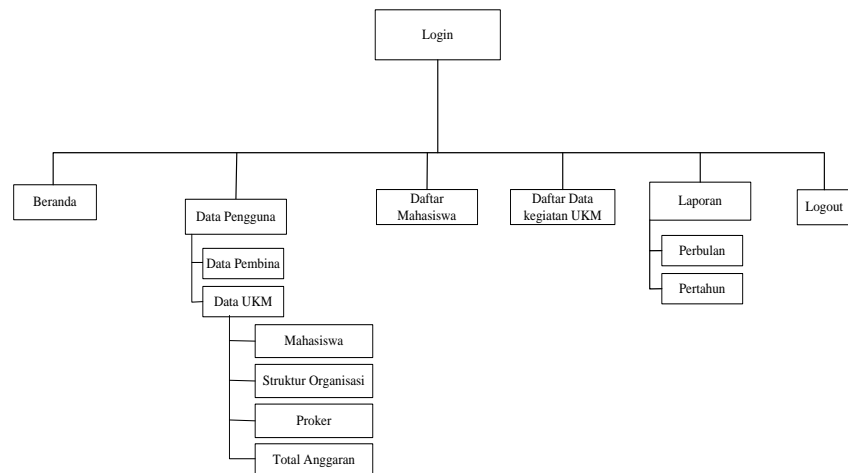 Login
Beranda
Data Pengguna
Data Pembina
Data UKM
Mahasiswa
Struktur Organisasi
Proker
Total Anggaran
Daftar
Mahasiswa
Daftar Data
kegiatan UKM
Laporan
Perbulan
Pertahun
Logout